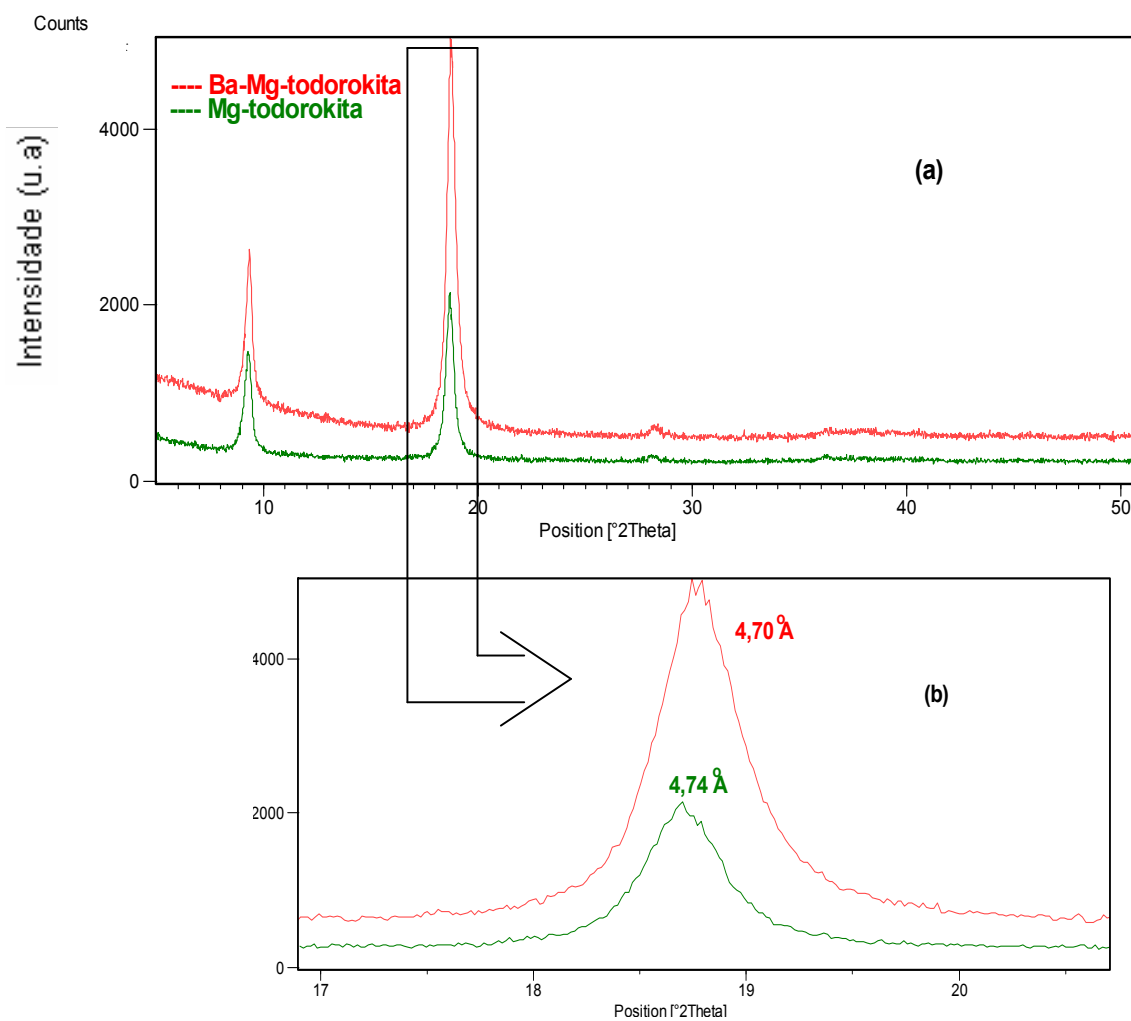 Counts
:
---- Ba-Mg-todorokita
---- Mg-todorokita
(a)
Intensidade (u.a)
4000
2000
0
10 20 30 40 50
Position [°2Theta]
4,70 Å
(b)
4,74 Å
4000
2000
0
17 18 19 20
Position [°2Theta]